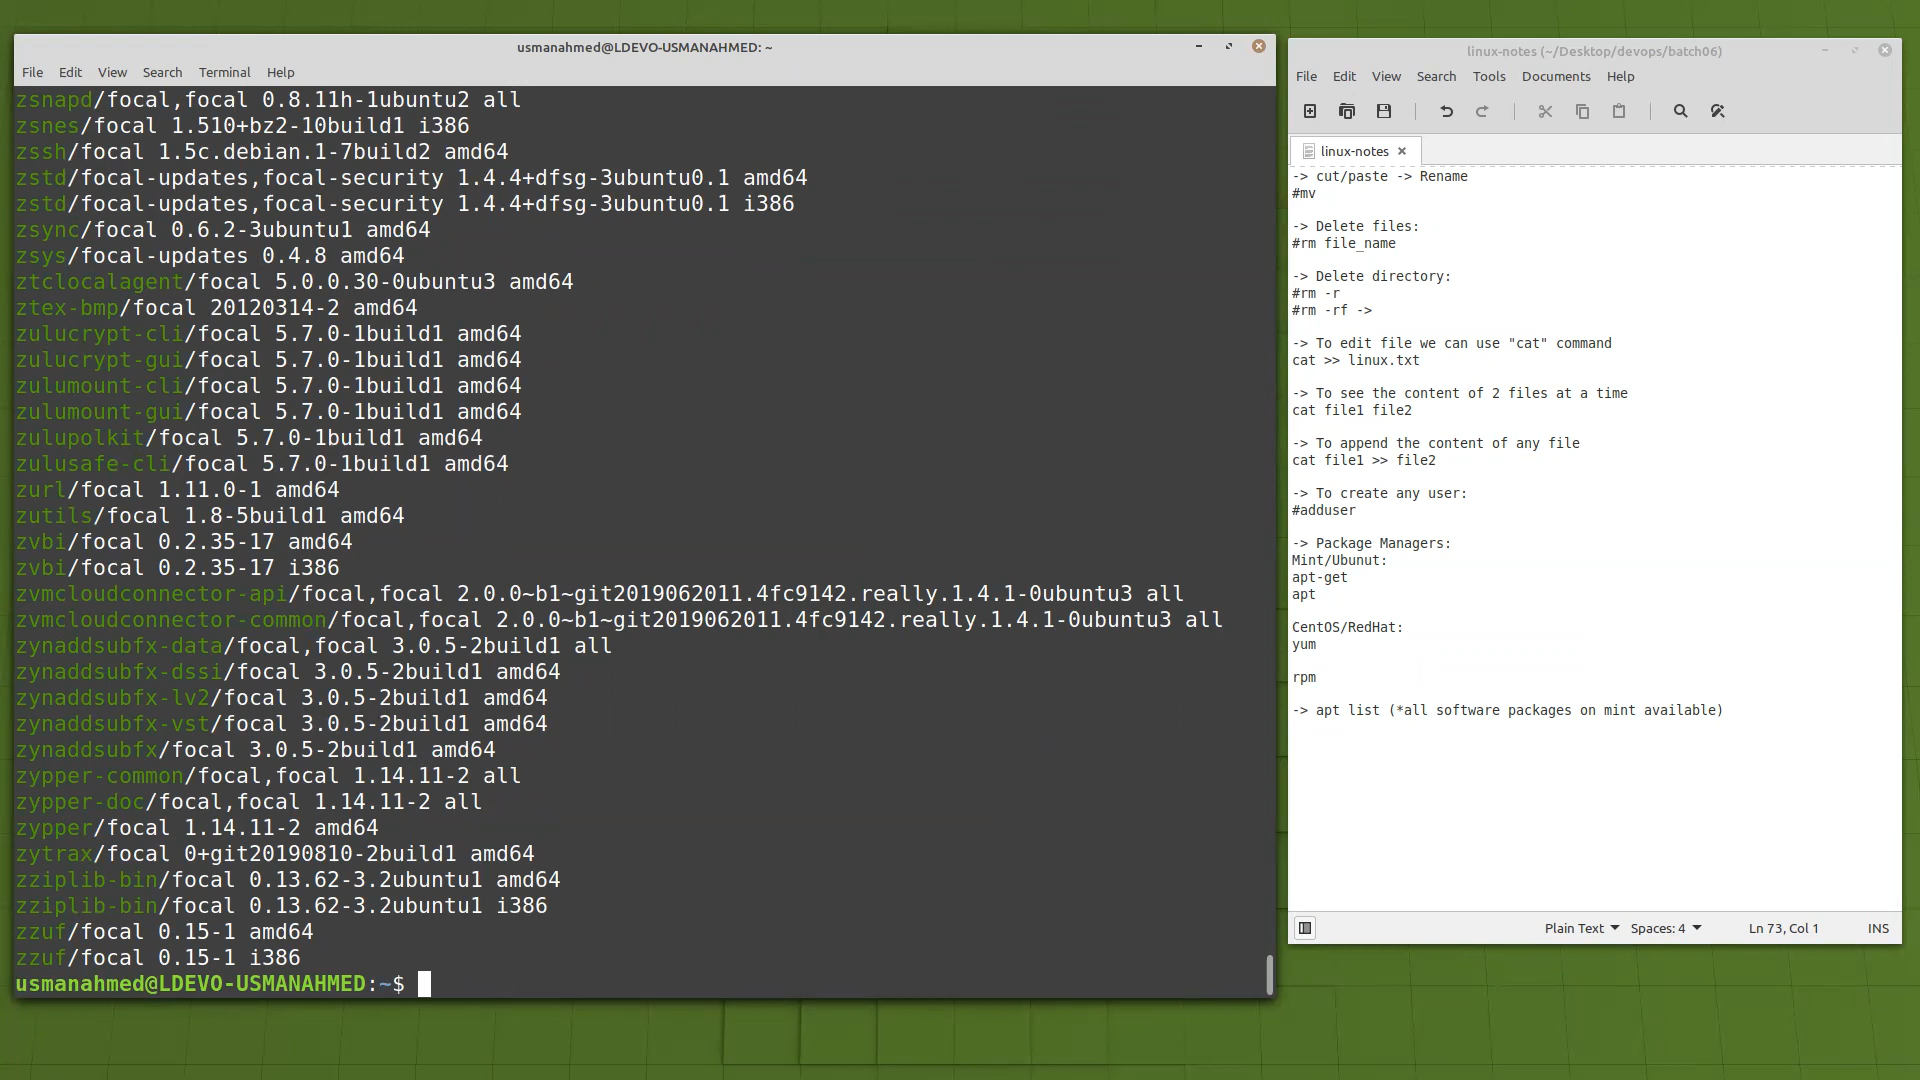 usmanahmed@LDEVO-USMANAHMED: ~
File Edit View Search Terminal Help
zsnapd/focal,focal 0.8.11h-1ubuntu2 all
zsnes/focal 1.510+bz2-10build1 i386
zssh/focal 1.5c.debian.1-7build2 amd64
zstd/focal-updates,focal-security 1.4.4+dfsg-3ubuntu0.1 amd64
zstd/focal-updates,focal-security 1.4.4+dfsg-3ubuntu0.1 i386
zsync/focal 0.6.2-3ubuntu1 amd64
zsys/focal-updates 0.4.8 amd64
ztclocalagent/focal 5.0.0.30-0ubuntu3 amd64
ztex-bmp/focal 20120314-2 amd64
zulucrypt-cli/focal 5.7.0-1build1 amd64
zulucrypt-gui/focal 5.7.0-1build1 amd64
zulumount-cli/focal 5.7.0-1build1 amd64
zulumount-gui/focal 5.7.0-1build1 amd64
zulupolkit/focal 5.7.0-1build1 amd64
zulusafe-cli/focal 5.7.0-1build1 amd64
zurl/focal 1.11.0-1 amd64
zutils/focal 1.8-5build1 amd64
zvbi/focal 0.2.35-17 amd64
zvbi/focal 0.2.35-17 i386
zvmcloudconnector-api/focal,focal 2.0.0~b1~git2019062011.4fc9142.really.1.4.1-0ubuntu3 all
zvmcloudconnector-common/focal,focal 2.0.0~b1~git2019062011.4fc9142.really.1.4.1-0ubuntu3 all
zynaddsubfx-data/focal,focal 3.0.5-2build1 all
zynaddsubfx-dssi/focal 3.0.5-2build1 amd64
zynaddsubfx-lv2/focal 3.0.5-2build1 amd64
zynaddsubfx-vst/focal 3.0.5-2build1 amd64
zynaddsubfx/focal 3.0.5-2build1 amd64
zypper-common/focal,focal 1.14.11-2 all
zypper-doc/focal,focal 1.14.11-2 all
zypper/focal 1.14.11-2 amd64
zytrax/focal 0+git20190810-2build1 amd64
zziplib-bin/focal 0.13.62-3.2ubuntu1 amd64
zziplib-bin/focal 0.13.62-3.2ubuntu1 i386
zzuf/focal 0.15-1 amd64
zzuf/focal 0.15-1 i386
usmanahmed@LDEVO-USMANAHMED:~$
linux-notes (~/Desktop/devops/batch06)
File Edit View Search Tools Documents Help
linux-notes
-> cut/paste -> Rename
#mv
-> Delete files:
#rm file_name
-> Delete directory:
#rm -r
#rm -rf ->
-> To edit file we can use "cat" command
cat >> linux.txt
-> To see the content of 2 files at a time
cat file1 file2
-> To append the content of any file
cat file1 >> file2
-> To create any user:
#adduser
-> Package Managers:
Mint/Ubunut:
apt-get
apt
CentOS/RedHat:
yum
rpm
-> apt list (*all software packages on mint available)
Plain Text Spaces: 4 Ln 73, Col 1 INS